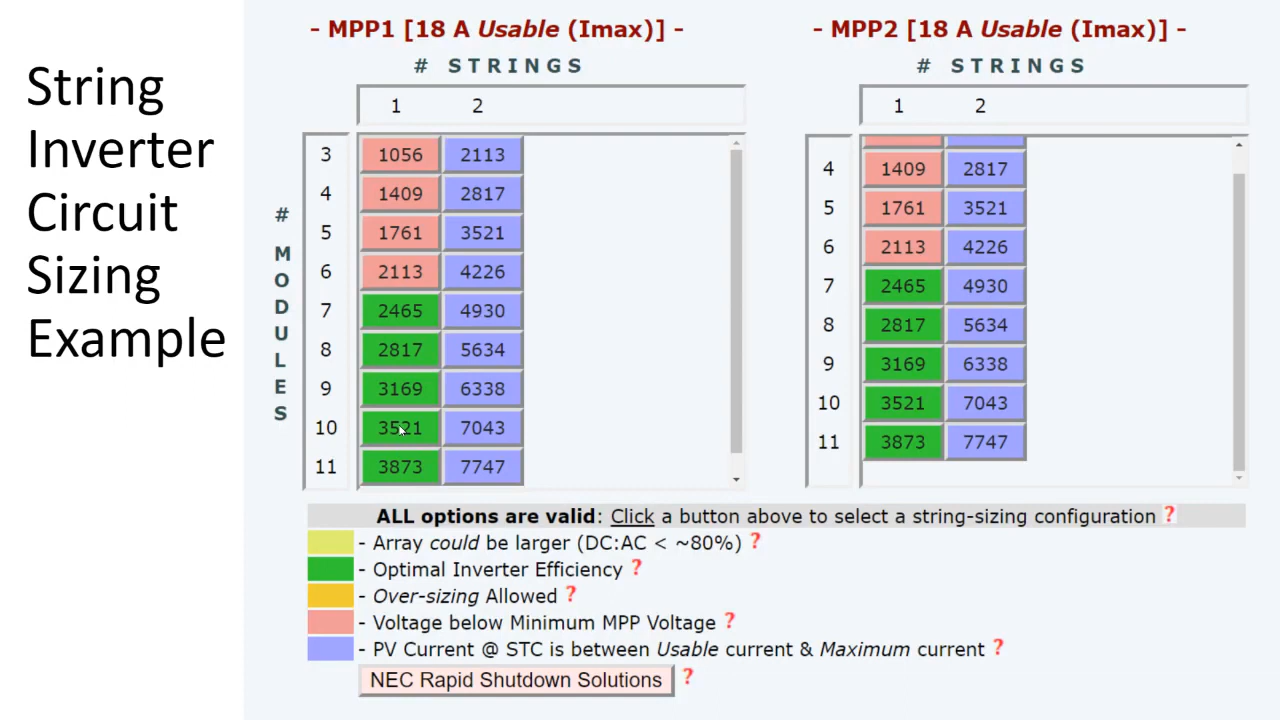 String
Inverter
Circuit
Sizing
Example
- MPP1 [18 A Usable (Imax)] -
# STRINGS
1 2
# MODULES
3 1056 2113
4 1409 2817
5 1761 3521
6 2113 4226
7 2465 4930
8 2817 5634
9 3169 6338
10 3521 7043
11 3873 7747
- MPP2 [18 A Usable (Imax)] -
# STRINGS
1 2
4 1409 2817
5 1761 3521
6 2113 4226
7 2465 4930
8 2817 5634
9 3169 6338
10 3521 7043
11 3873 7747
ALL options are valid: Click a button above to select a string-sizing configuration ?
- Array could be larger (DC:AC < ~80%) ?
- Optimal Inverter Efficiency ?
- Over-sizing Allowed ?
- Voltage below Minimum MPP Voltage ?
- PV Current @ STC is between Usable current & Maximum current ?
NEC Rapid Shutdown Solutions ?